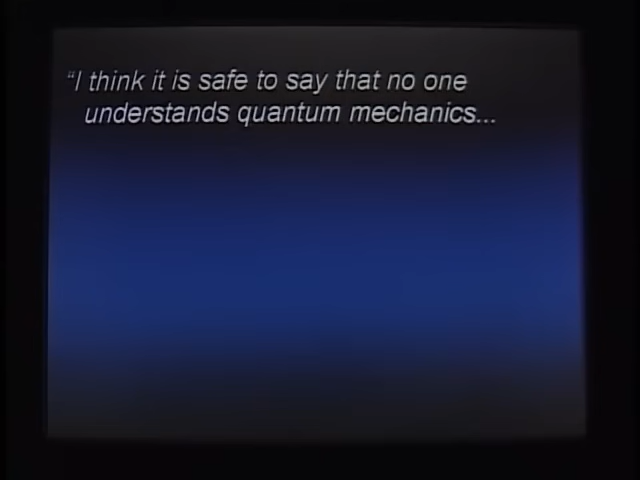 “I think it is safe to say that no one
understands quantum mechanics...